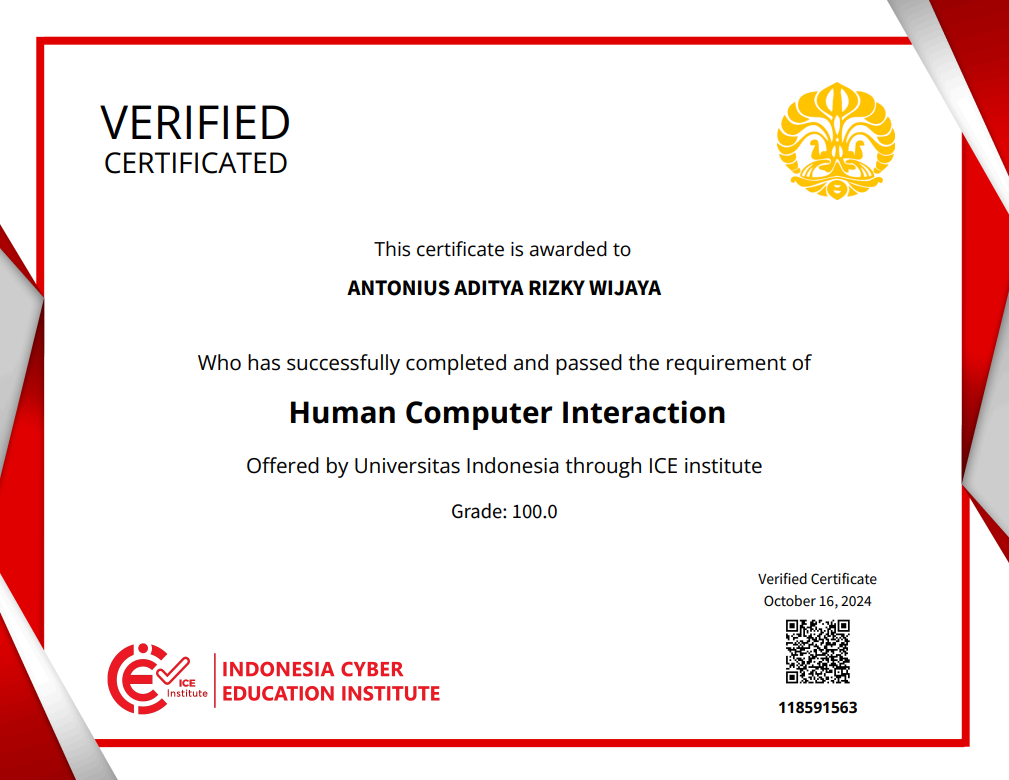 VERIFIED
CERTIFICATED
This certificate is awarded to
ANTONIUS ADITYA RIZKY WIJAYA
Who has successfully completed and passed the requirement of
Human Computer Interaction
Offered by Universitas Indonesia through ICE institute
Grade: 100.0
Verified Certificate
October 16, 2024
118591563
ICE
Institute
INDONESIA CYBER
EDUCATION INSTITUTE